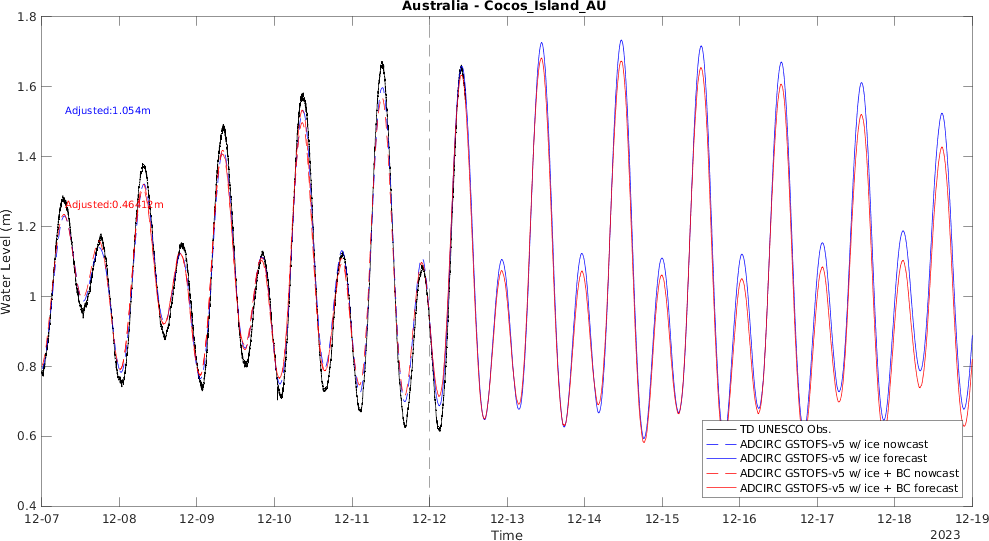 Australia - Cocos_Island_AU
1.8
1.6
1.4
1.2
1
0.8
0.6
0.4
Water Level (m)
Adjusted:1.054m
TD UNESCO Obs.
ADCIRC GSTOFS-v5 w/ ice nowcast
ADCIRC GSTOFS-v5 w/ ice forecast
ADCIRC GSTOFS-v5 w/ ice + BC nowcast
ADCIRC GSTOFS-v5 w/ ice + BC forecast
12-07 12-08 12-09 12-10 12-11 12-12 12-13 12-14 12-15 12-16 12-17 12-18 12-19
Time
2023